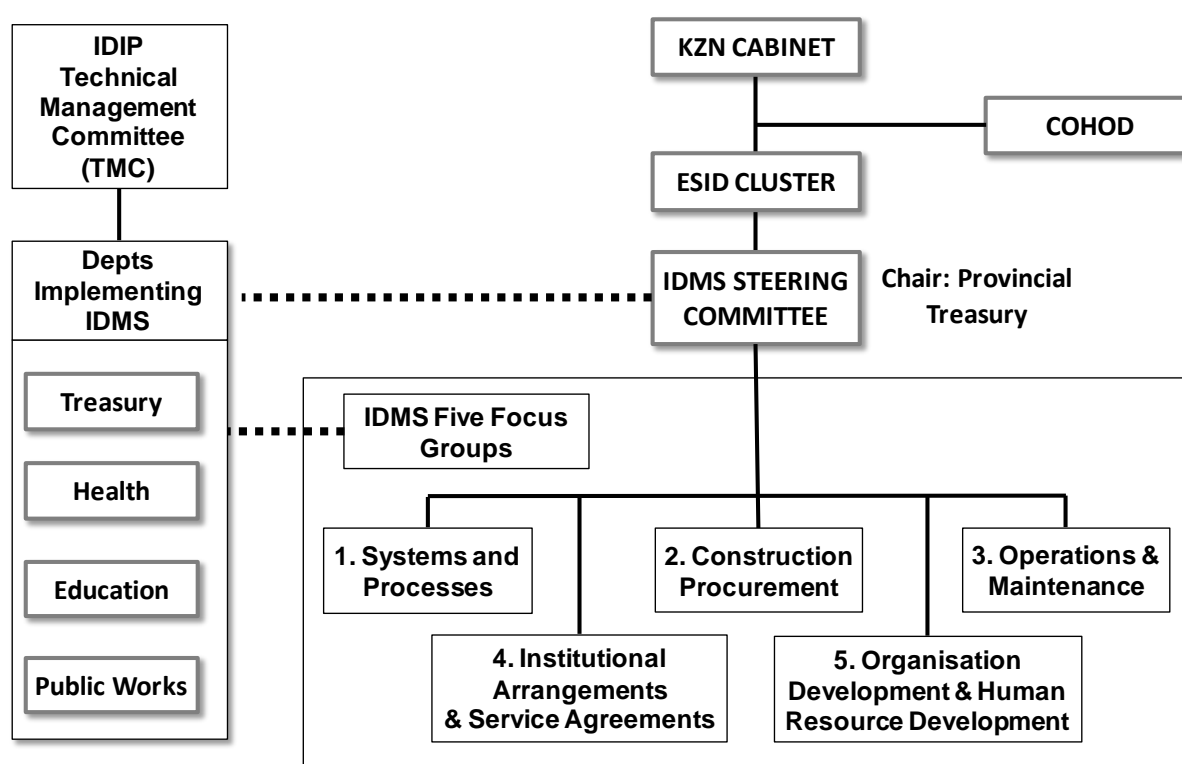 IDIP
Technical
Management
Committee
(TMC)
Depts
Implementing
IDMS
Treasury
Health
Education
Public Works
KZN CABINET
COHOD
ESID CLUSTER
IDMS STEERING
COMMITTEE
Chair: Provincial
Treasury
IDMS Five Focus
Groups
1. Systems and
Processes
2. Construction
Procurement
3. Operations &
Maintenance
4. Institutional
Arrangements
& Service Agreements
5. Organisation
Development & Human
Resource Development